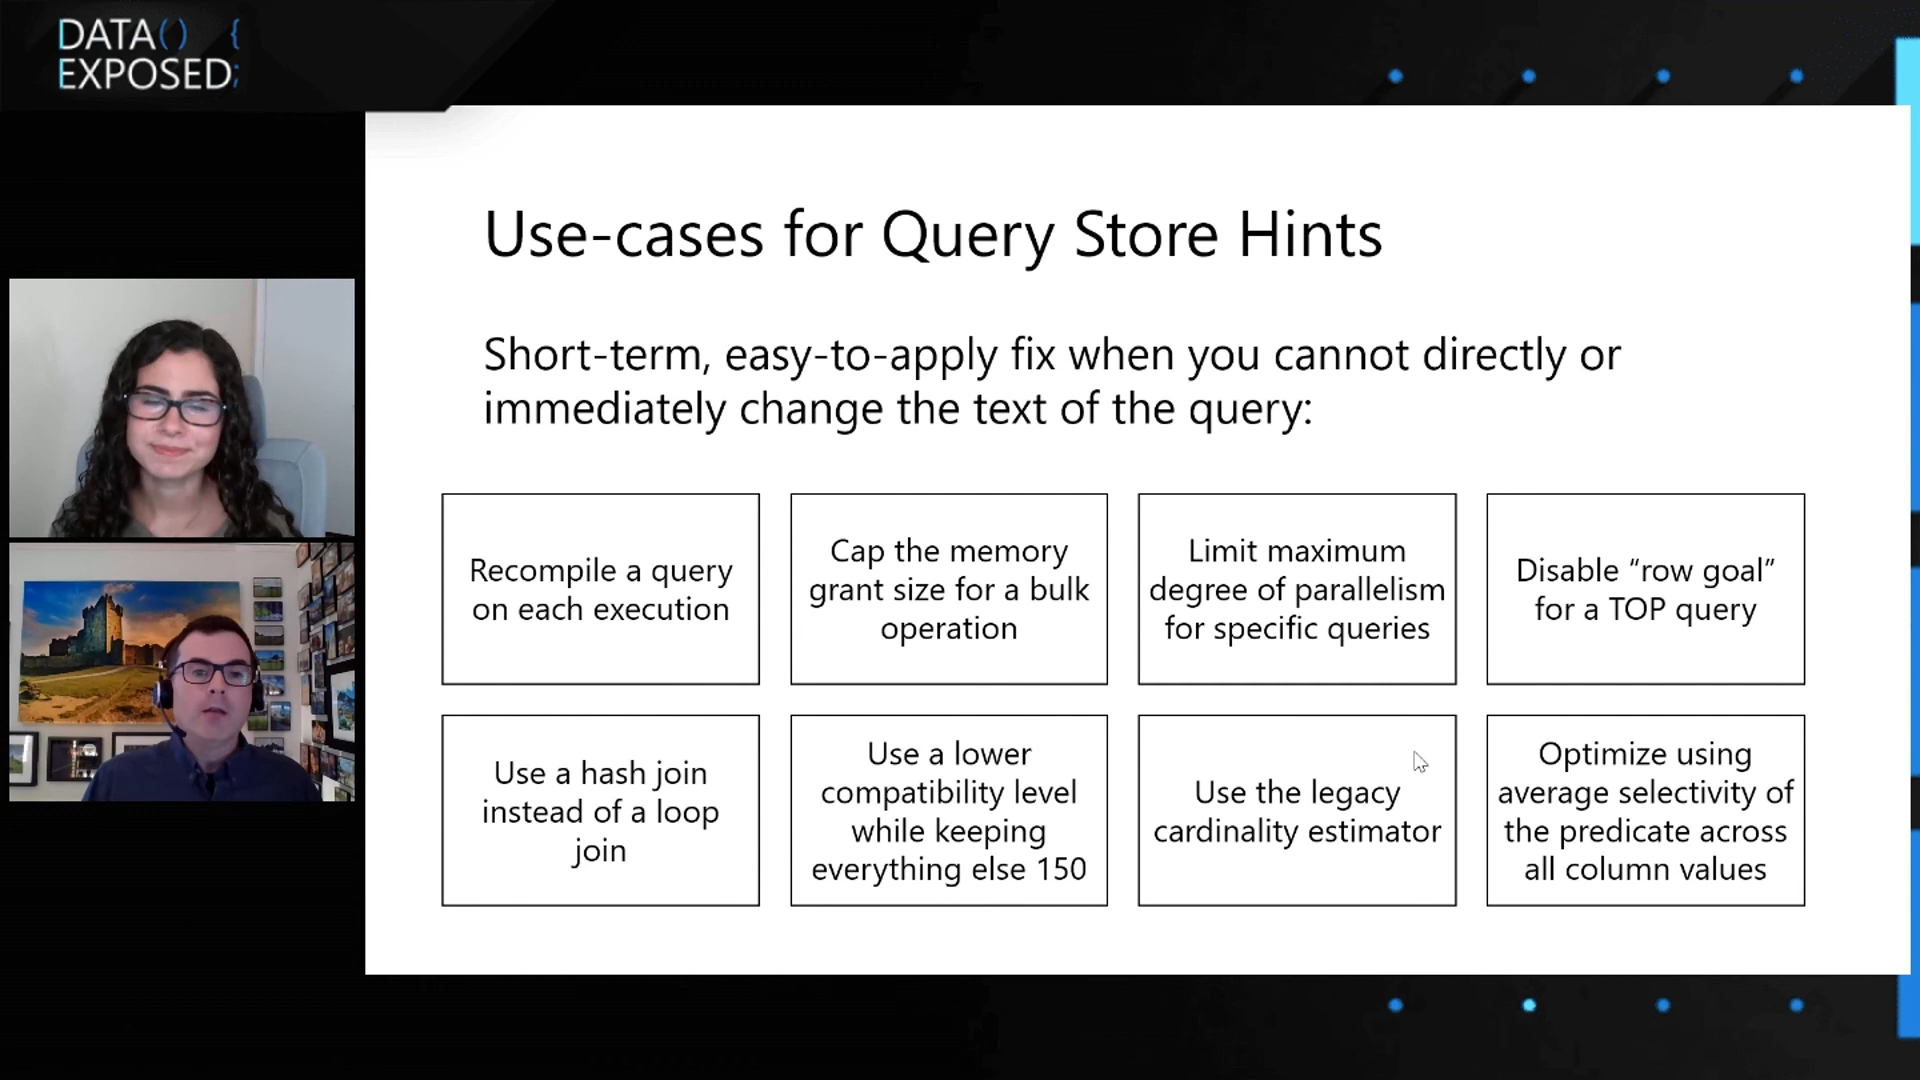 DATA() {
EXPOSED;
Use-cases for Query Store Hints
Short-term, easy-to-apply fix when you cannot directly or
immediately change the text of the query:
Recompile a query
on each execution
Cap the memory
grant size for a bulk
operation
Limit maximum
degree of parallelism
for specific queries
Disable “row goal”
for a TOP query
Use a hash join
instead of a loop
join
Use a lower
compatibility level
while keeping
everything else 150
Use the legacy
cardinality estimator
Optimize using
average selectivity of
the predicate across
all column values